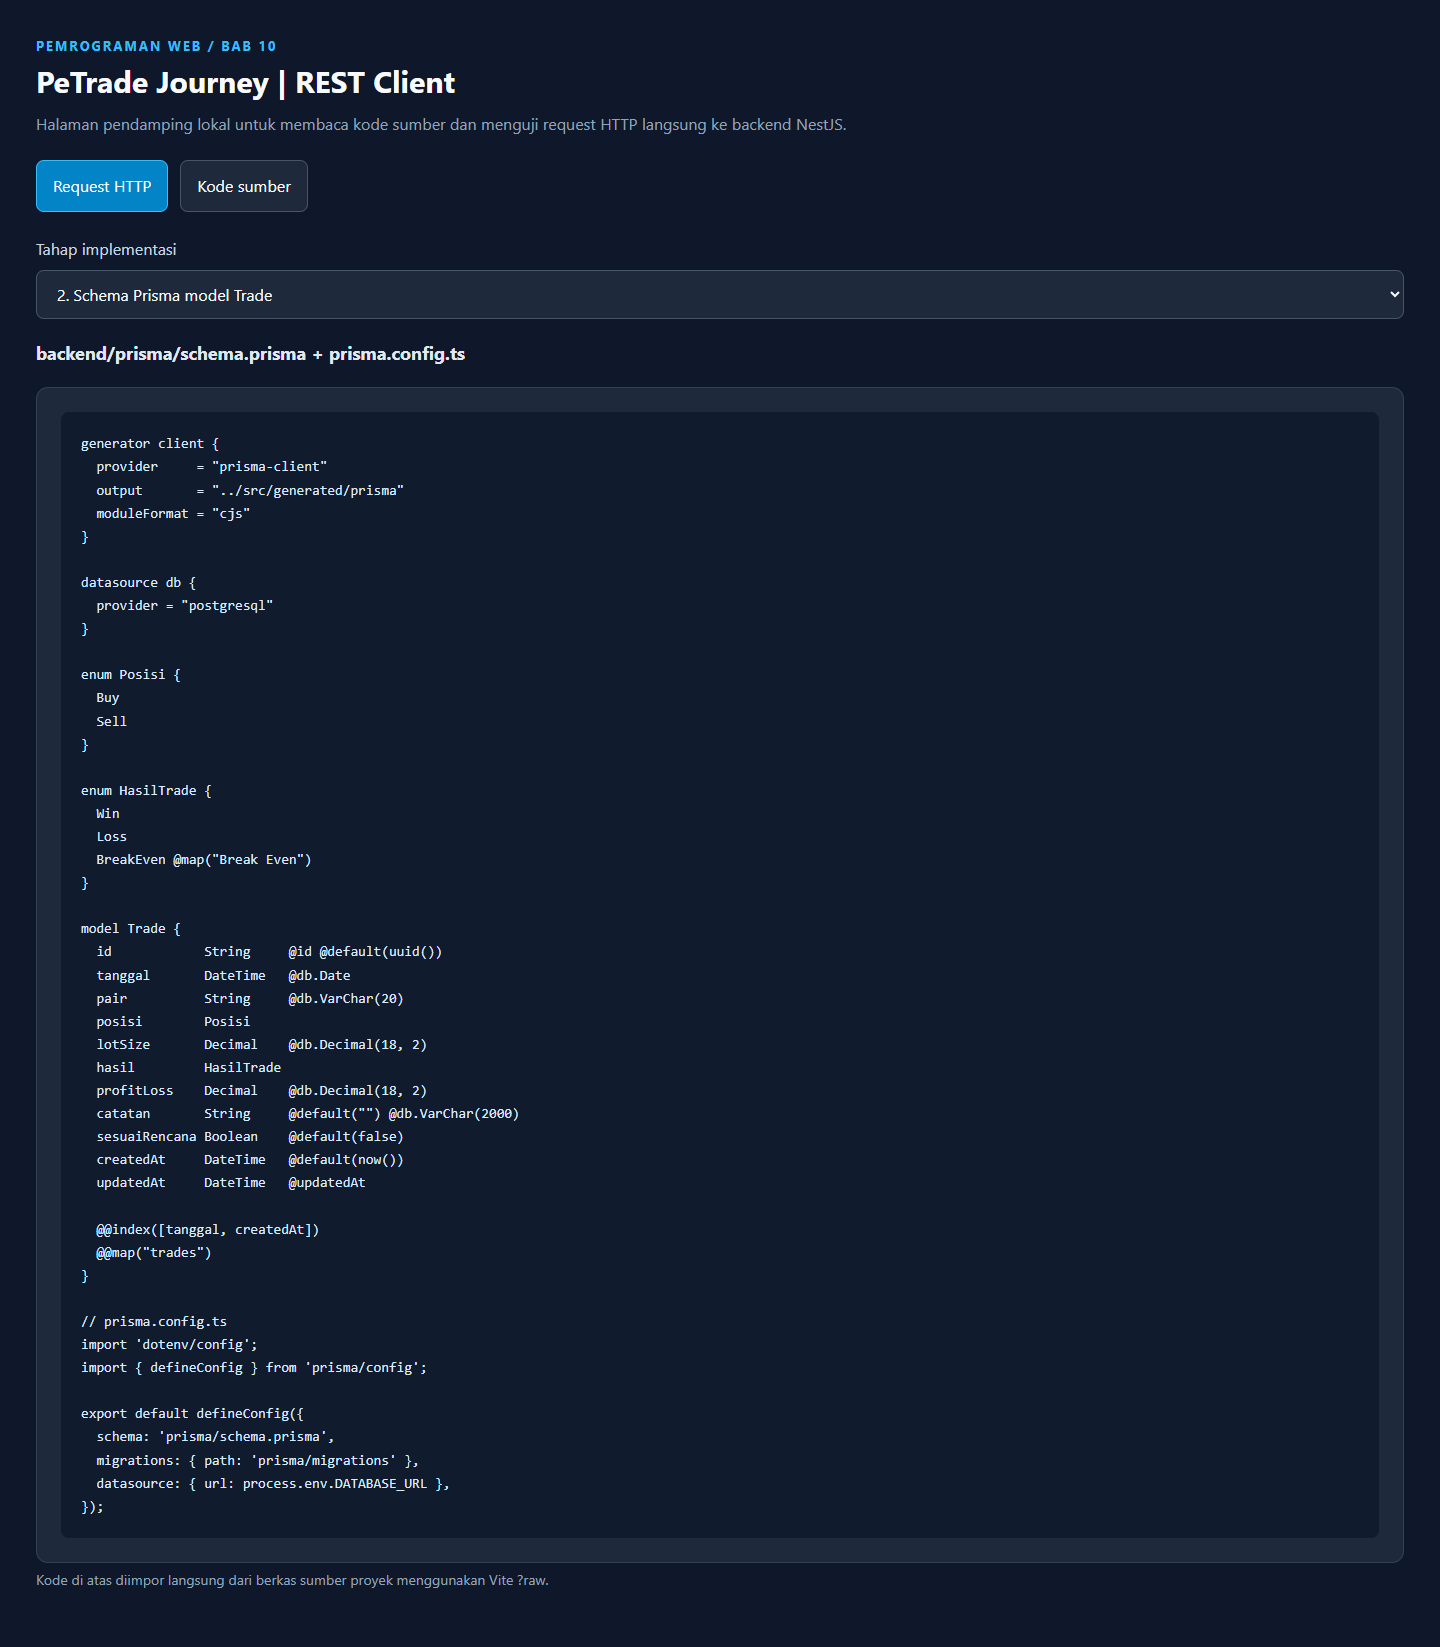 PEMROGRAMAN WEB / BAB 10
PeTrade Journey | REST Client
Halaman pendamping lokal untuk membaca kode sumber dan menguji request HTTP langsung ke backend NestJS.
Request HTTP
Kode sumber
Tahap implementasi
2. Schema Prisma model Trade
backend/prisma/schema.prisma + prisma.config.ts
generator client {
  provider     = "prisma-client"
  output       = "../src/generated/prisma"
  moduleFormat = "cjs"
}

datasource db {
  provider = "postgresql"
}

enum Posisi {
  Buy
  Sell
}

enum HasilTrade {
  Win
  Loss
  BreakEven @map("Break Even")
}

model Trade {
  id            String     @id @default(uuid())
  tanggal       DateTime   @db.Date
  pair          String     @db.VarChar(20)
  posisi        Posisi
  lotSize       Decimal    @db.Decimal(18, 2)
  hasil         HasilTrade
  profitLoss    Decimal    @db.Decimal(18, 2)
  catatan       String     @default("") @db.VarChar(2000)
  sesuaiRencana Boolean    @default(false)
  createdAt     DateTime   @default(now())
  updatedAt     DateTime   @updatedAt

  @@index([tanggal, createdAt])
  @@map("trades")
}

// prisma.config.ts
import 'dotenv/config';
import { defineConfig } from 'prisma/config';

export default defineConfig({
  schema: 'prisma/schema.prisma',
  migrations: { path: 'prisma/migrations' },
  datasource: { url: process.env.DATABASE_URL },
});
Kode di atas diimpor langsung dari berkas sumber proyek menggunakan Vite ?raw.